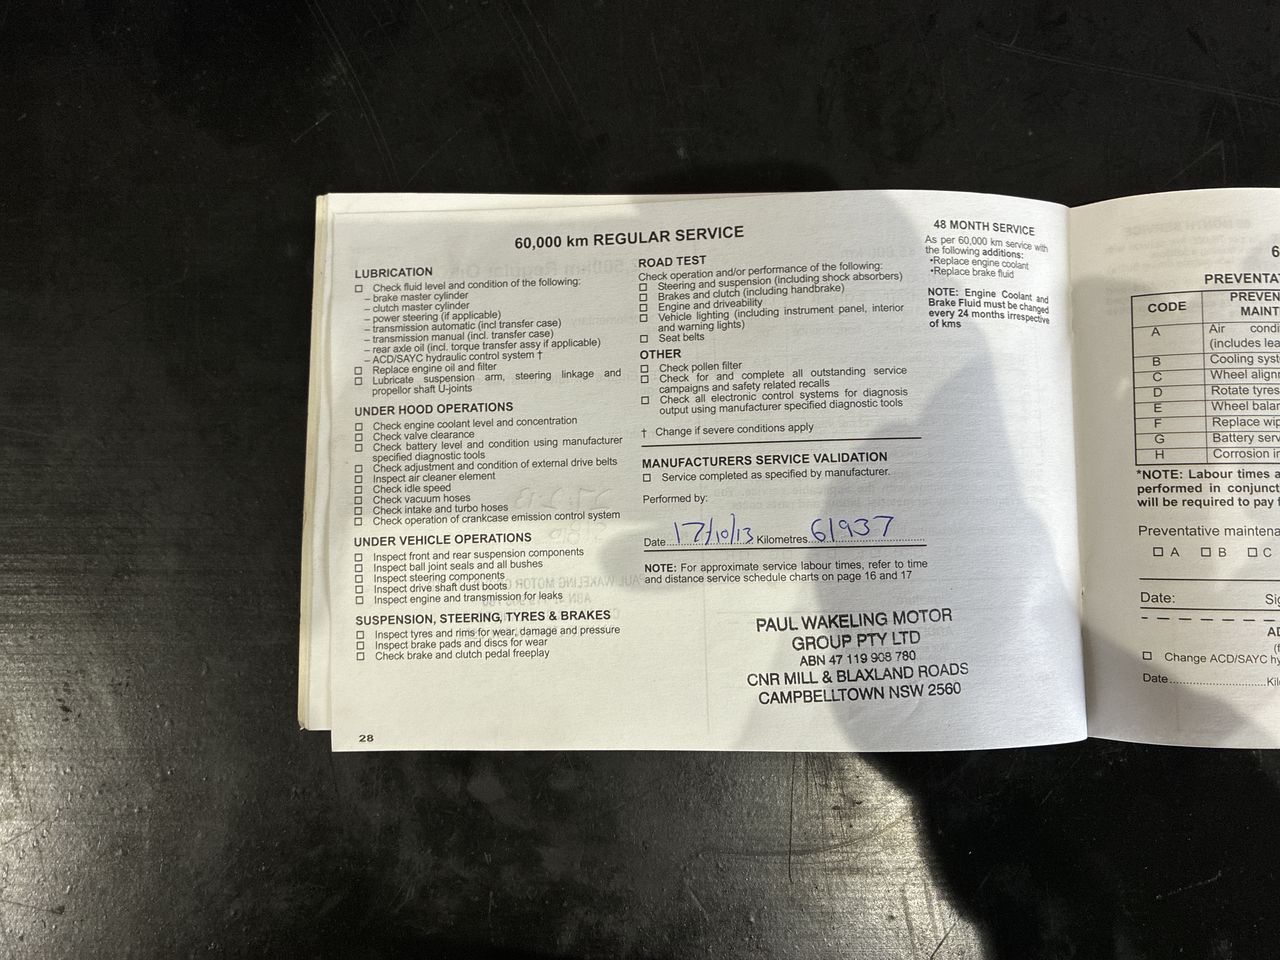 60,000 km REGULAR SERVICE
LUBRICATION
Check fluid level and condition of the following:
– brake master cylinder
– clutch master cylinder
– power steering (if applicable)
– transmission automatic (incl transfer case)
– transmission manual (incl. transfer case)
– rear axle oil (incl. torque transfer assy if applicable)
– ACD/SAYC hydraulic control system †
Replace engine oil and filter
Lubricate suspension arm, steering linkage and
propellor shaft U-joints
UNDER HOOD OPERATIONS
Check engine coolant level and concentration
Check valve clearance
Check battery level and condition using manufacturer
specified diagnostic tools
Check adjustment and condition of external drive belts
Inspect air cleaner element
Check idle speed
Check vacuum hoses
Check intake and turbo hoses
Check operation of crankcase emission control system
UNDER VEHICLE OPERATIONS
Inspect front and rear suspension components
Inspect ball joint seals and all bushes
Inspect steering components
Inspect drive shaft dust boots
Inspect engine and transmission for leaks
SUSPENSION, STEERING, TYRES & BRAKES
Inspect tyres and rims for wear, damage and pressure
Inspect brake pads and discs for wear
Check brake and clutch pedal freeplay
28
ROAD TEST
Check operation and/or performance of the following:
Steering and suspension (including shock absorbers)
Brakes and clutch (including handbrake)
Engine and driveability
Vehicle lighting (including instrument panel, interior
and warning lights)
Seat belts
OTHER
Check pollen filter
Check for and complete all outstanding service
campaigns and safety related recalls
Check all electronic control systems for diagnosis
output using manufacturer specified diagnostic tools
† Change if severe conditions apply
MANUFACTURERS SERVICE VALIDATION
Service completed as specified by manufacturer.
Performed by:
Date 17/10/13 Kilometres 61937
NOTE: For approximate service labour times, refer to time
and distance service schedule charts on page 16 and 17
PAUL WAKELING MOTOR
GROUP PTY LTD
ABN 47 119 908 780
CNR MILL & BLAXLAND ROADS
CAMPBELLTOWN NSW 2560
48 MONTH SERVICE
As per 60,000 km service with
the following additions:
•Replace engine coolant
•Replace brake fluid
NOTE: Engine Coolant and
Brake Fluid must be changed
every 24 months irrespective
of kms
6
PREVENTA
CODE PREVEN
MAINT
A Air condi
(includes lea
B Cooling syst
C Wheel alignm
D Rotate tyres
E Wheel balan
F Replace wip
G Battery serv
H Corrosion in
*NOTE: Labour times a
performed in conjunct
will be required to pay f
Preventative maintena
A B C
Date: Sig
AD
(f
Change ACD/SAYC hy
Date Kil